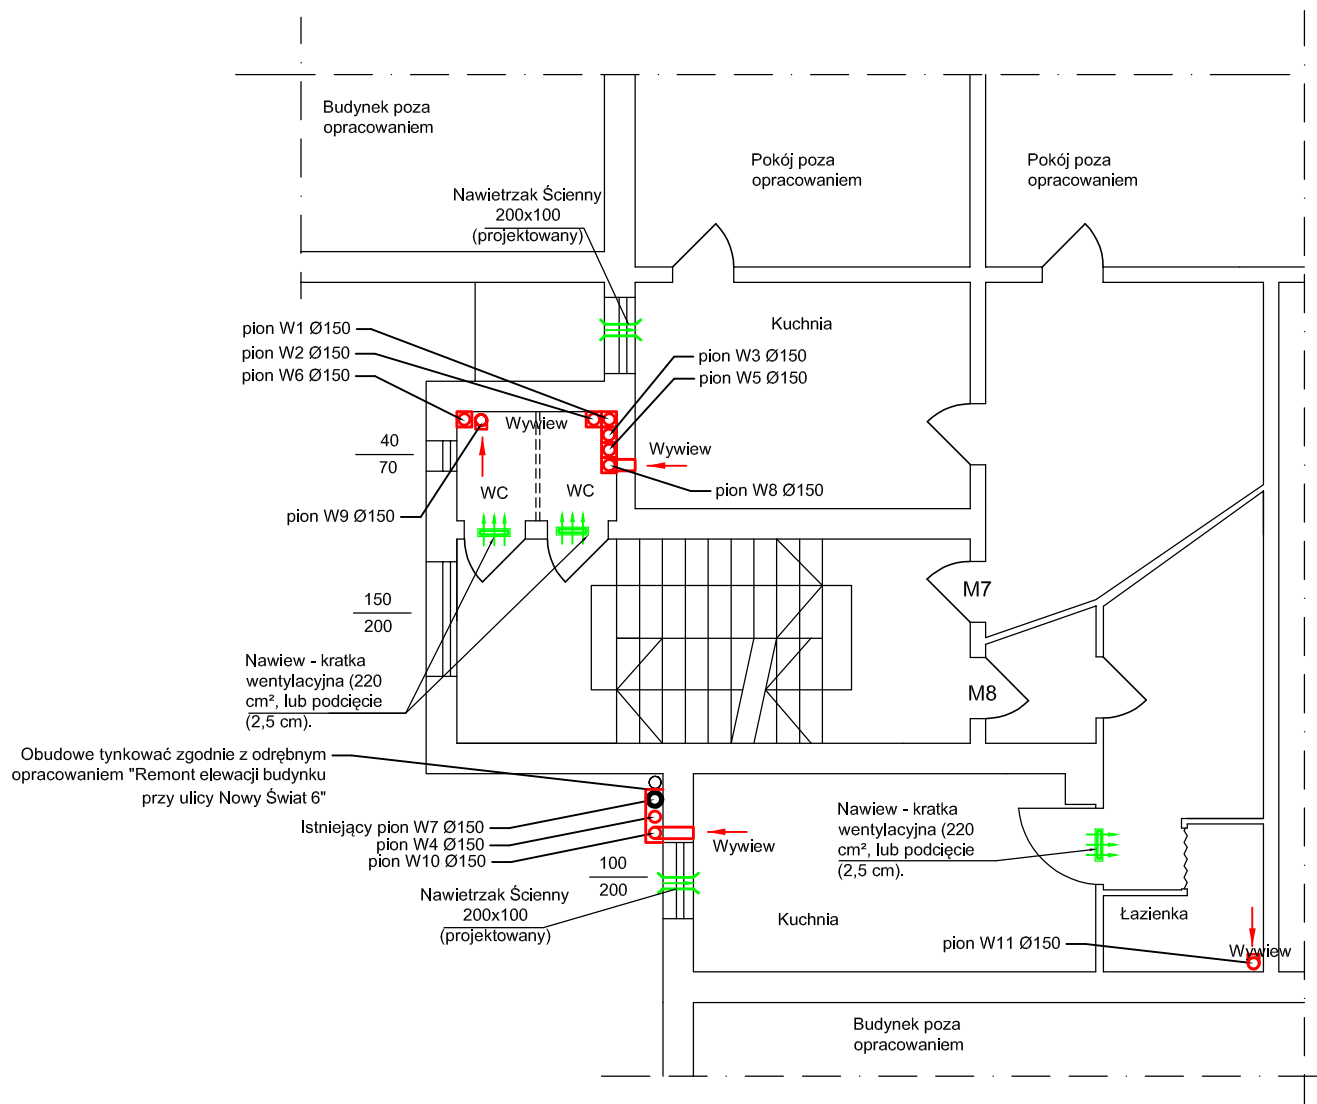 Budynek poza
opracowaniem
Pokój poza
opracowaniem
Pokój poza
opracowaniem
Nawietrzak Ścienny
200x100
(projektowany)
Kuchnia
pion W1 Ø150
pion W2 Ø150
pion W6 Ø150
pion W3 Ø150
pion W5 Ø150
Wywiew
Wywiew
40
70
WC
WC
pion W8 Ø150
pion W9 Ø150
M7
150
200
Nawiew - kratka
wentylacyjna (220
cm², lub podcięcie
(2,5 cm).
M8
Obudowe tynkować zgodnie z odrębnym
opracowaniem "Remont elewacji budynku
przy ulicy Nowy Świat 6"
Istniejący pion W7 Ø150
pion W4 Ø150
pion W10 Ø150
Wywiew
100
200
Nawiew - kratka
wentylacyjna (220
cm², lub podcięcie
(2,5 cm).
Nawietrzak Ścienny
200x100
(projektowany)
Kuchnia
Łazienka
pion W11 Ø150
Wywiew
Budynek poza
opracowaniem